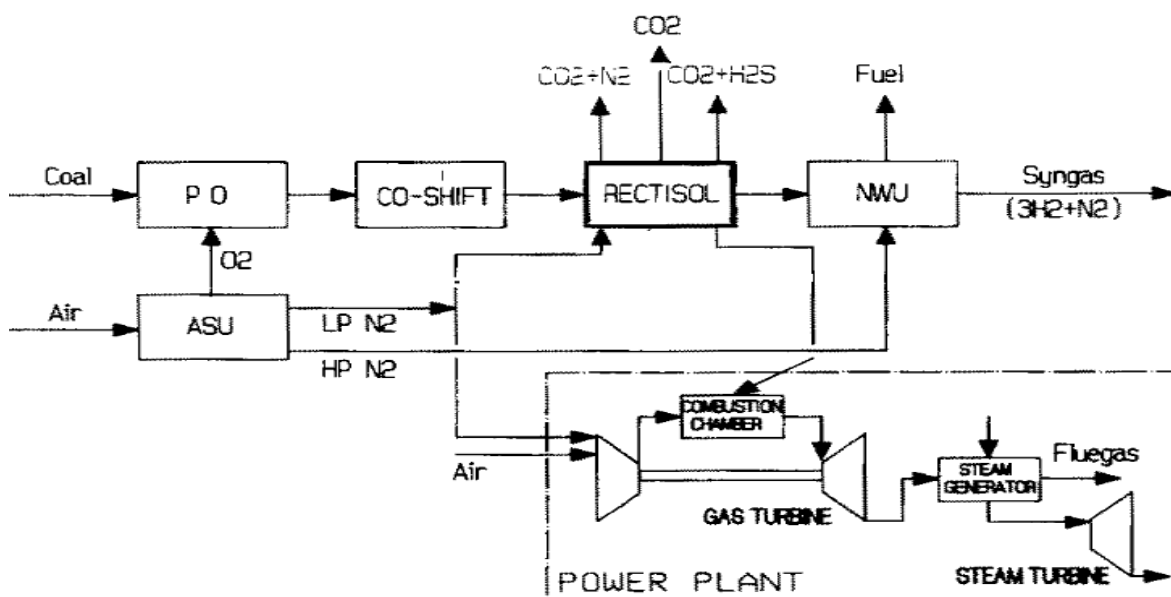 CO2
CO2+N2
CO2+H2S
Fuel
Coal
P O
CO-SHIFT
RECTISOL
NWU
Syngas
(3H2+N2)
O2
Air
ASU
LP N2
HP N2
COMBUSTION
CHAMBER
Air
GAS TURBINE
STEAM
GENERATOR
Fluegas
STEAM TURBINE
POWER PLANT